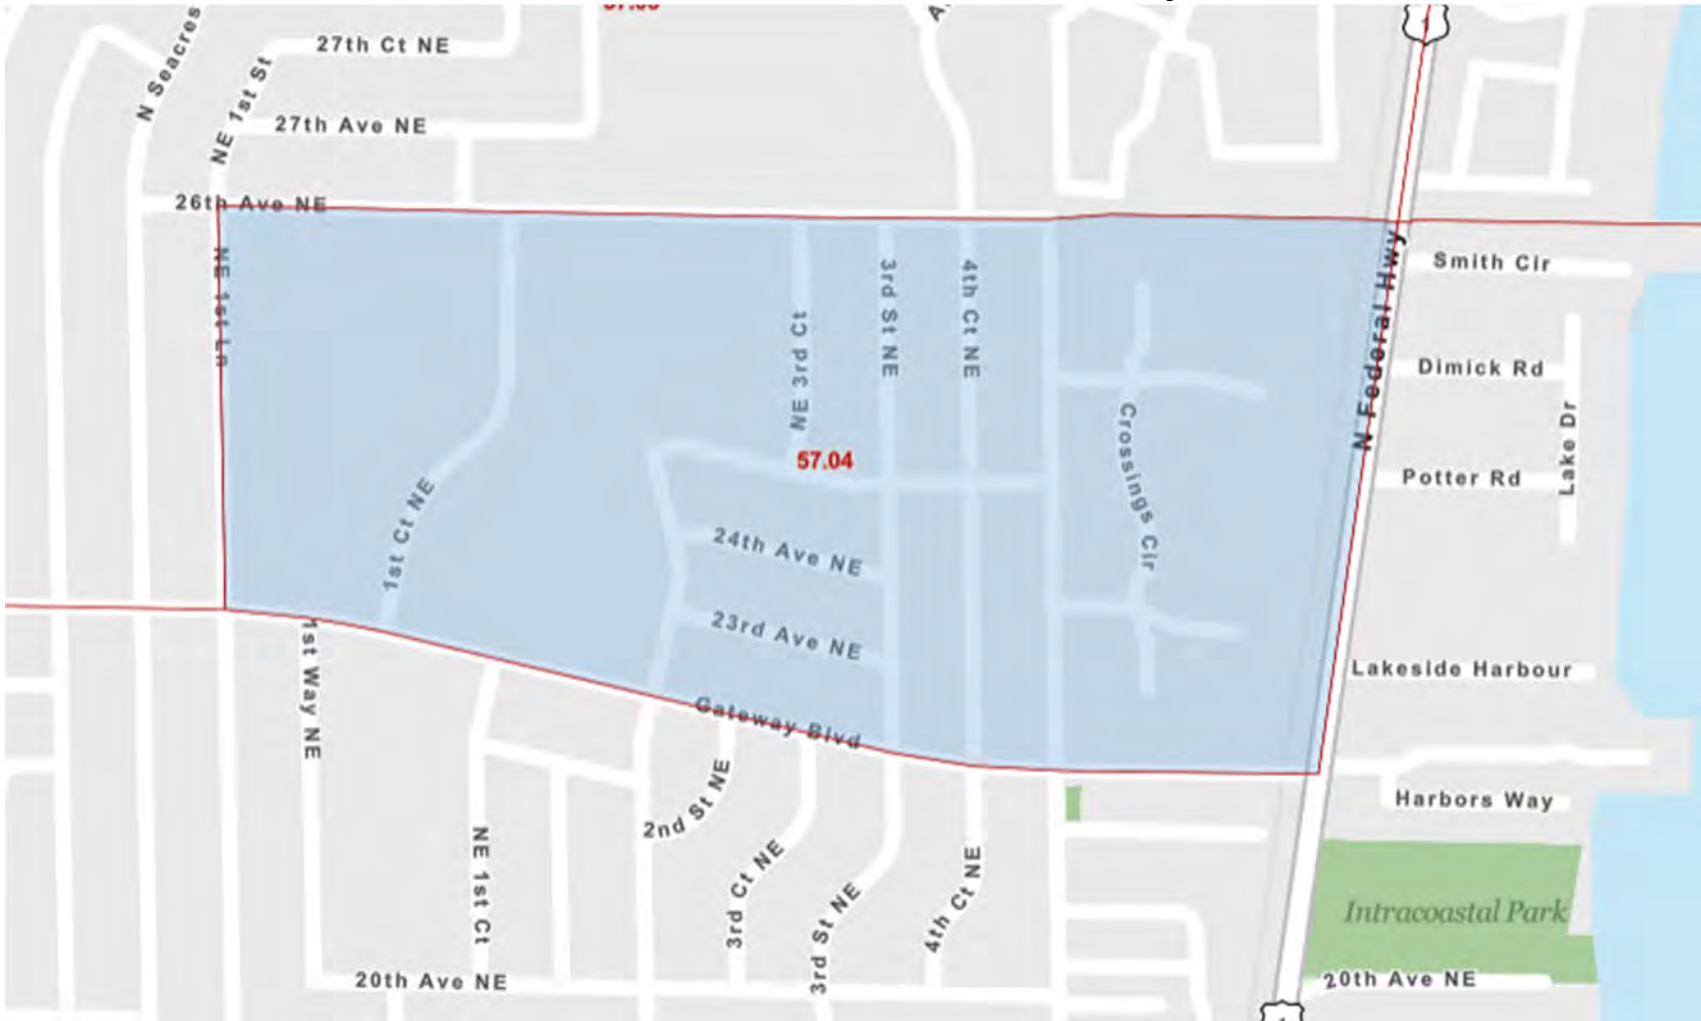 N Seacres
27th Ct NE
NE 1st St
27th Ave NE
26th Ave NE
NE 1st Ln
3rd St NE
4th Ct NE
NE 3rd Ct
N Federal Hwy
Smith Cir
Dimick Rd
Lake Dr
Crossings Cir
57.04
Potter Rd
1st Ct NE
24th Ave NE
23rd Ave NE
1st Way NE
Lakeside Harbour
Gateway Blvd
2nd St NE
Harbors Way
NE 1st Ct
3rd Ct NE
3rd St NE
4th Ct NE
Intracoastal Park
20th Ave NE
20th Ave NE